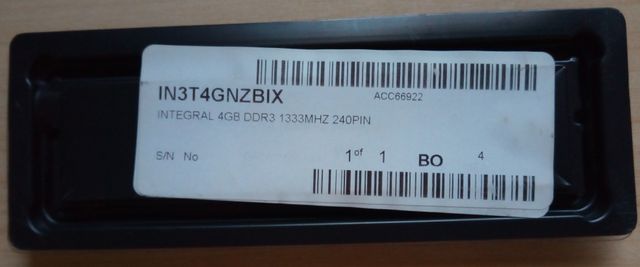 IN3T4GNZBIX
ACC66922
INTEGRAL 4GB DDR3 1333MHZ 240PIN
S/N No 1 of 1 BO 4